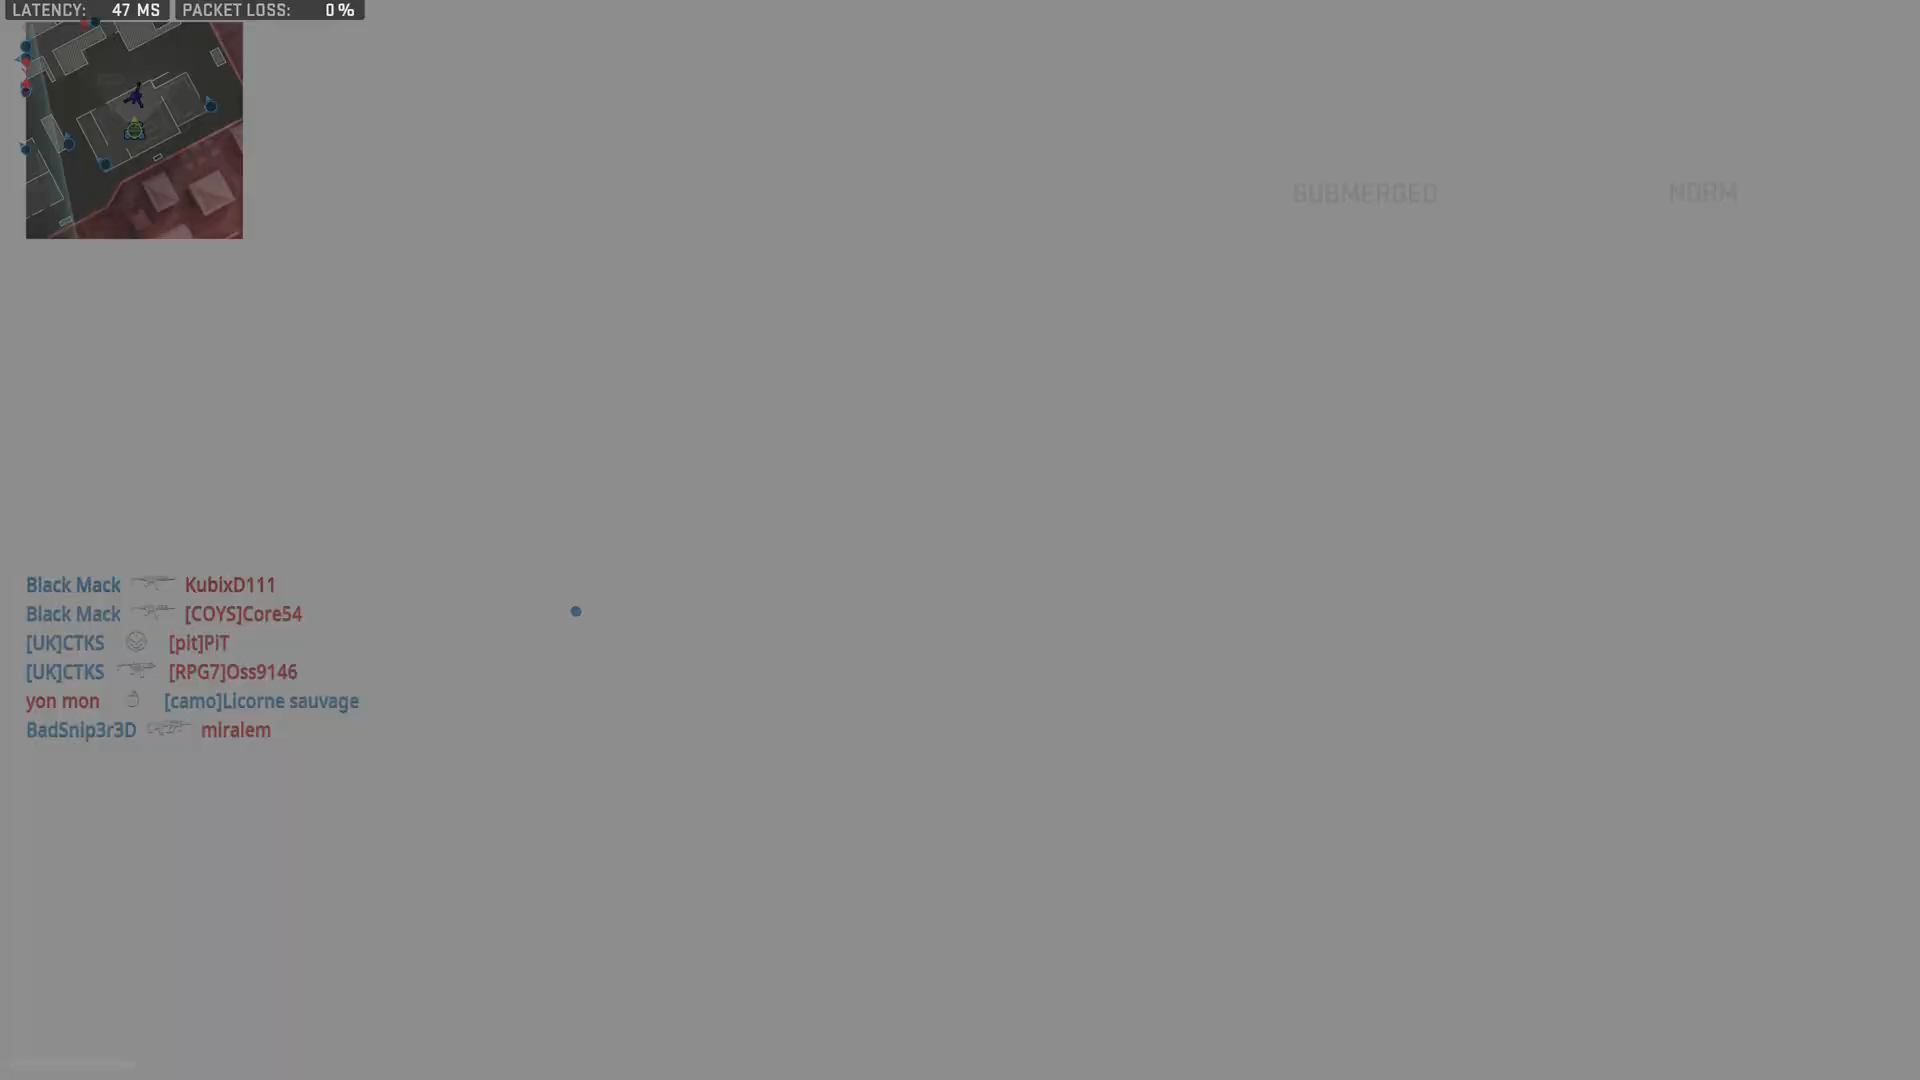 LATENCY: 47 MS PACKET LOSS: 0 %
SUBMERGED NORM
Black Mack KubixD111
Black Mack [COYS]Core54
[UK]CTKS [pit]PiT
[UK]CTKS [RPG7]Oss9146
yon mon [camo]Licorne sauvage
BadSnip3r3D miralem